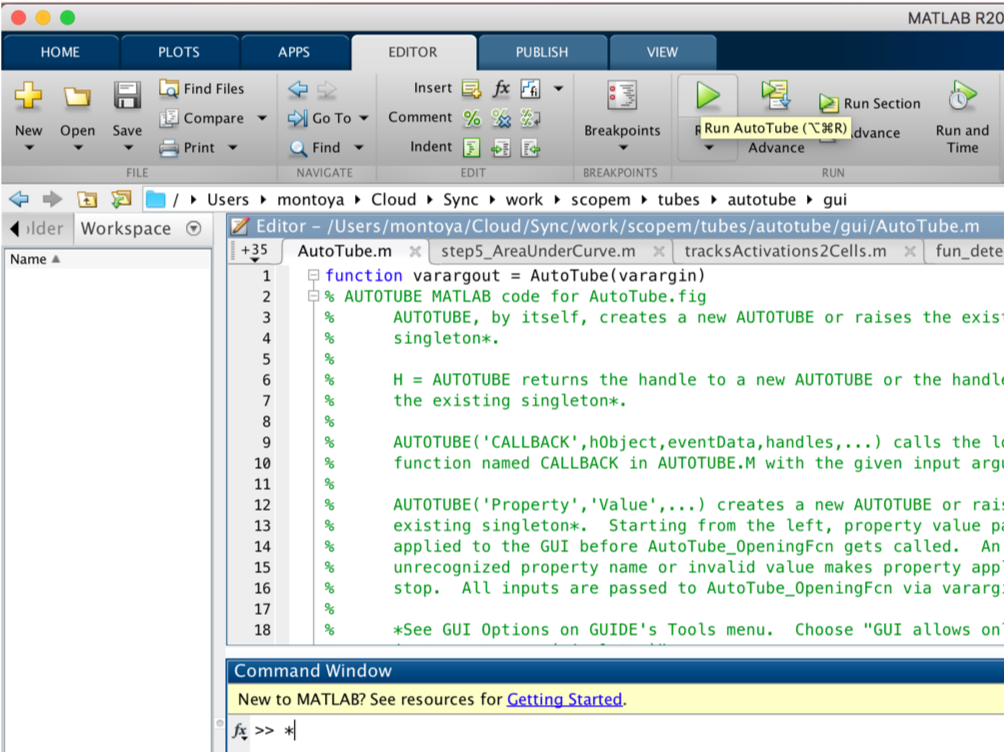 MATLAB R20
HOME PLOTS APPS EDITOR PUBLISH VIEW
New Open Save
Find Files
Compare
Print
FILE
Go To
Find
NAVIGATE
Insert fx fi
Comment % %
Indent
EDIT
Breakpoints
BREAKPOINTS
Run AutoTube (⌥⌘R)
Advance
Run Section
Run and
Time
RUN
/ Users montoya Cloud Sync work scopem tubes autotube gui
Workspace
Name
Editor - /Users/montoya/Cloud/Sync/work/scopem/tubes/autotube/gui/AutoTube.m
+35 AutoTube.m × step5_AreaUnderCurve.m × tracksActivations2Cells.m × fun_dete
1 function varargout = AutoTube(varargin)
2 % AUTOTUBE MATLAB code for AutoTube.fig
3 % AUTOTUBE, by itself, creates a new AUTOTUBE or raises the exis
4 % singleton*.
5 %
6 % H = AUTOTUBE returns the handle to a new AUTOTUBE or the handl
7 % the existing singleton*.
8 %
9 % AUTOTUBE('CALLBACK',hObject,eventData,handles,...) calls the l
10 % function named CALLBACK in AUTOTUBE.M with the given input argu
11 %
12 % AUTOTUBE('Property','Value',...) creates a new AUTOTUBE or rai
13 % existing singleton*.  Starting from the left, property value pa
14 % applied to the GUI before AutoTube_OpeningFcn gets called.  An
15 % unrecognized property name or invalid value makes property app
16 % stop.  All inputs are passed to AutoTube_OpeningFcn via varargi
17 %
18 % *See GUI Options on GUIDE's Tools menu.  Choose "GUI allows on
Command Window
New to MATLAB? See resources for Getting Started.
fx >> *